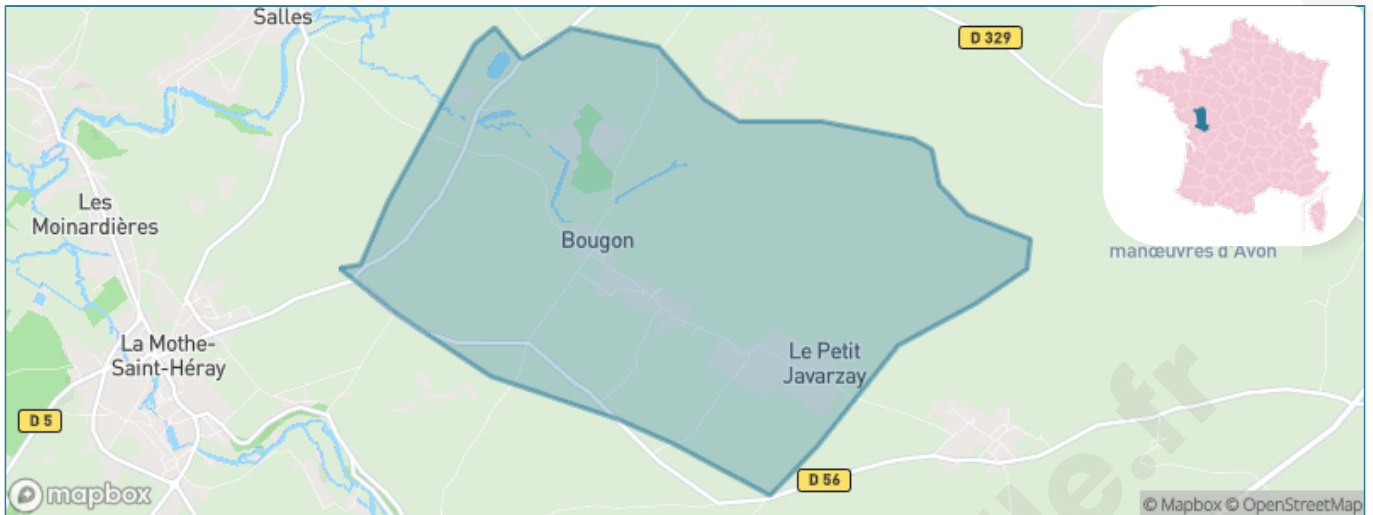 Salles
D 329
Les
Moinardières
Bougon
manœuvres d'Avon
La Mothe-
Saint-Héray
Le Petit
Javarzay
D 5
D 56
mapbox
© Mapbox © OpenStreetMap